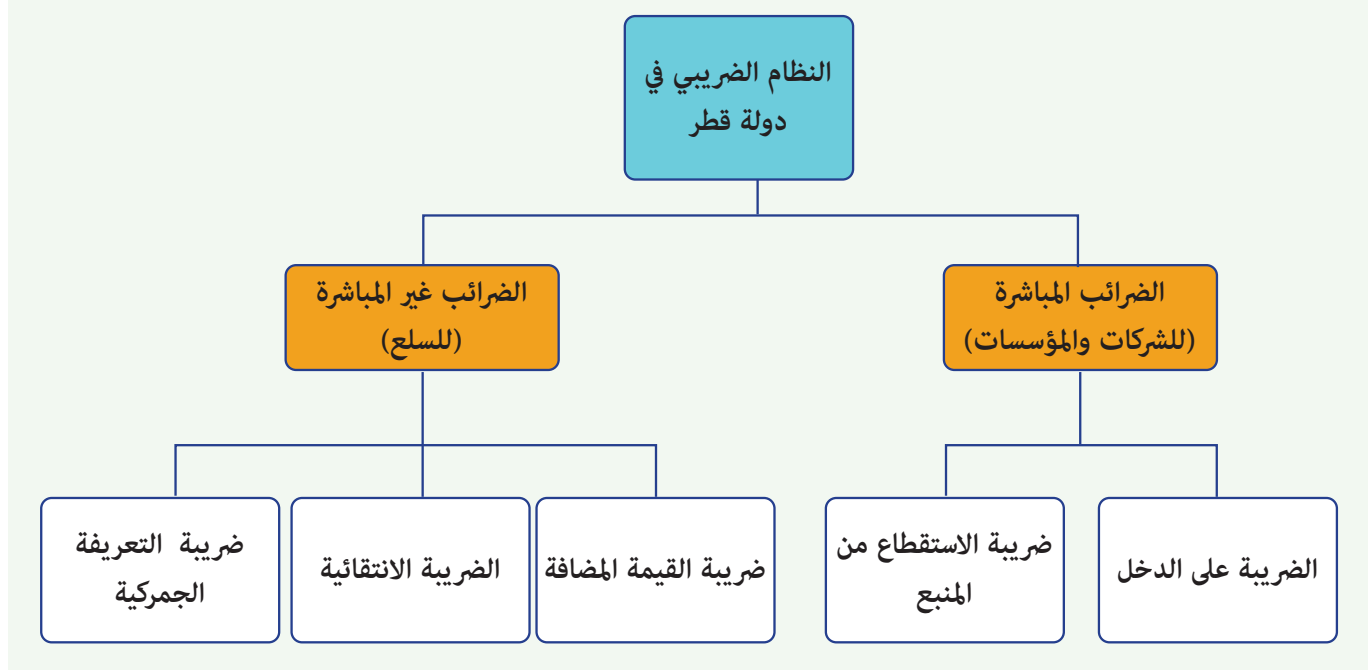 النظام الضريبي في
دولة قطر
الضرائب المباشرة
(للشركات والمؤسسات)
الضرائب غير المباشرة
(للسلع)
الضريبة على الدخل
ضريبة الاستقطاع من
المنبع
ضريبة القيمة المضافة
الضريبة الانتقائية
ضريبة التعريفة
الجمركية